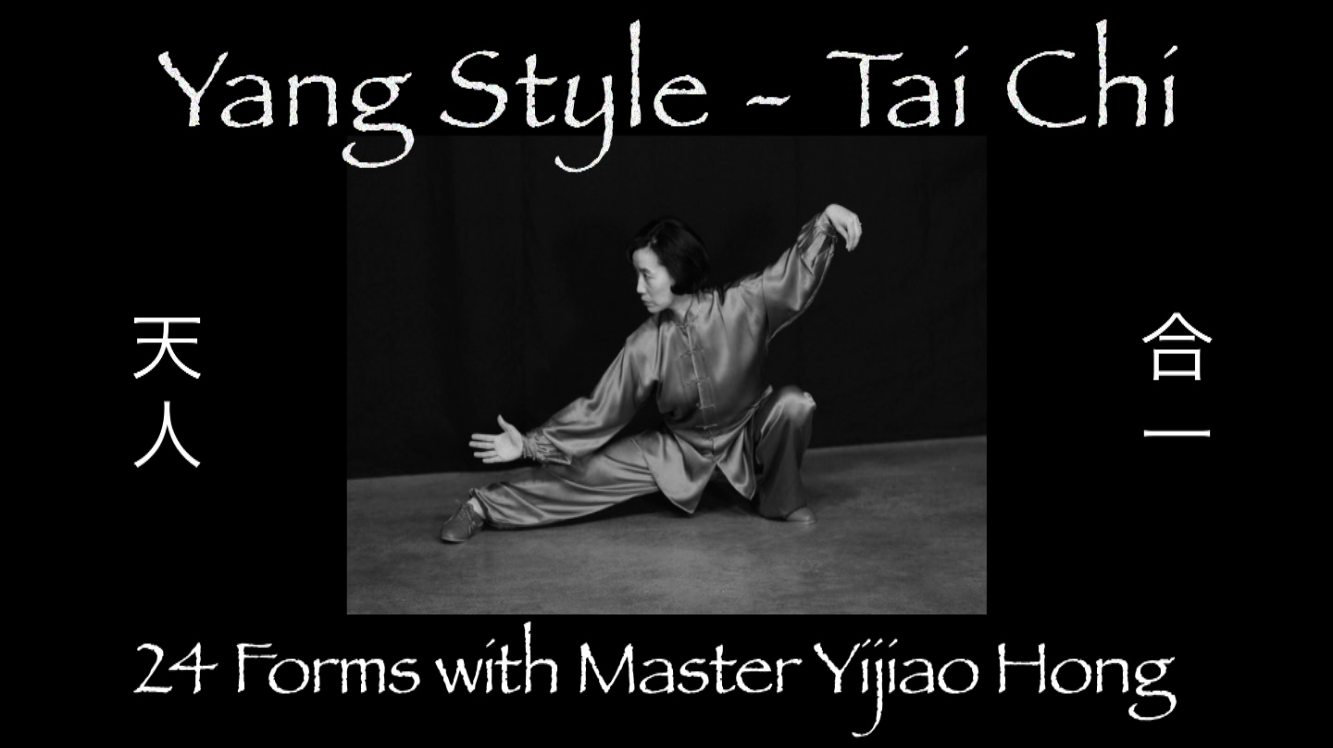 Yang Style - Tai Chi
天人
合一
24 Forms with Master Yijiao Hong